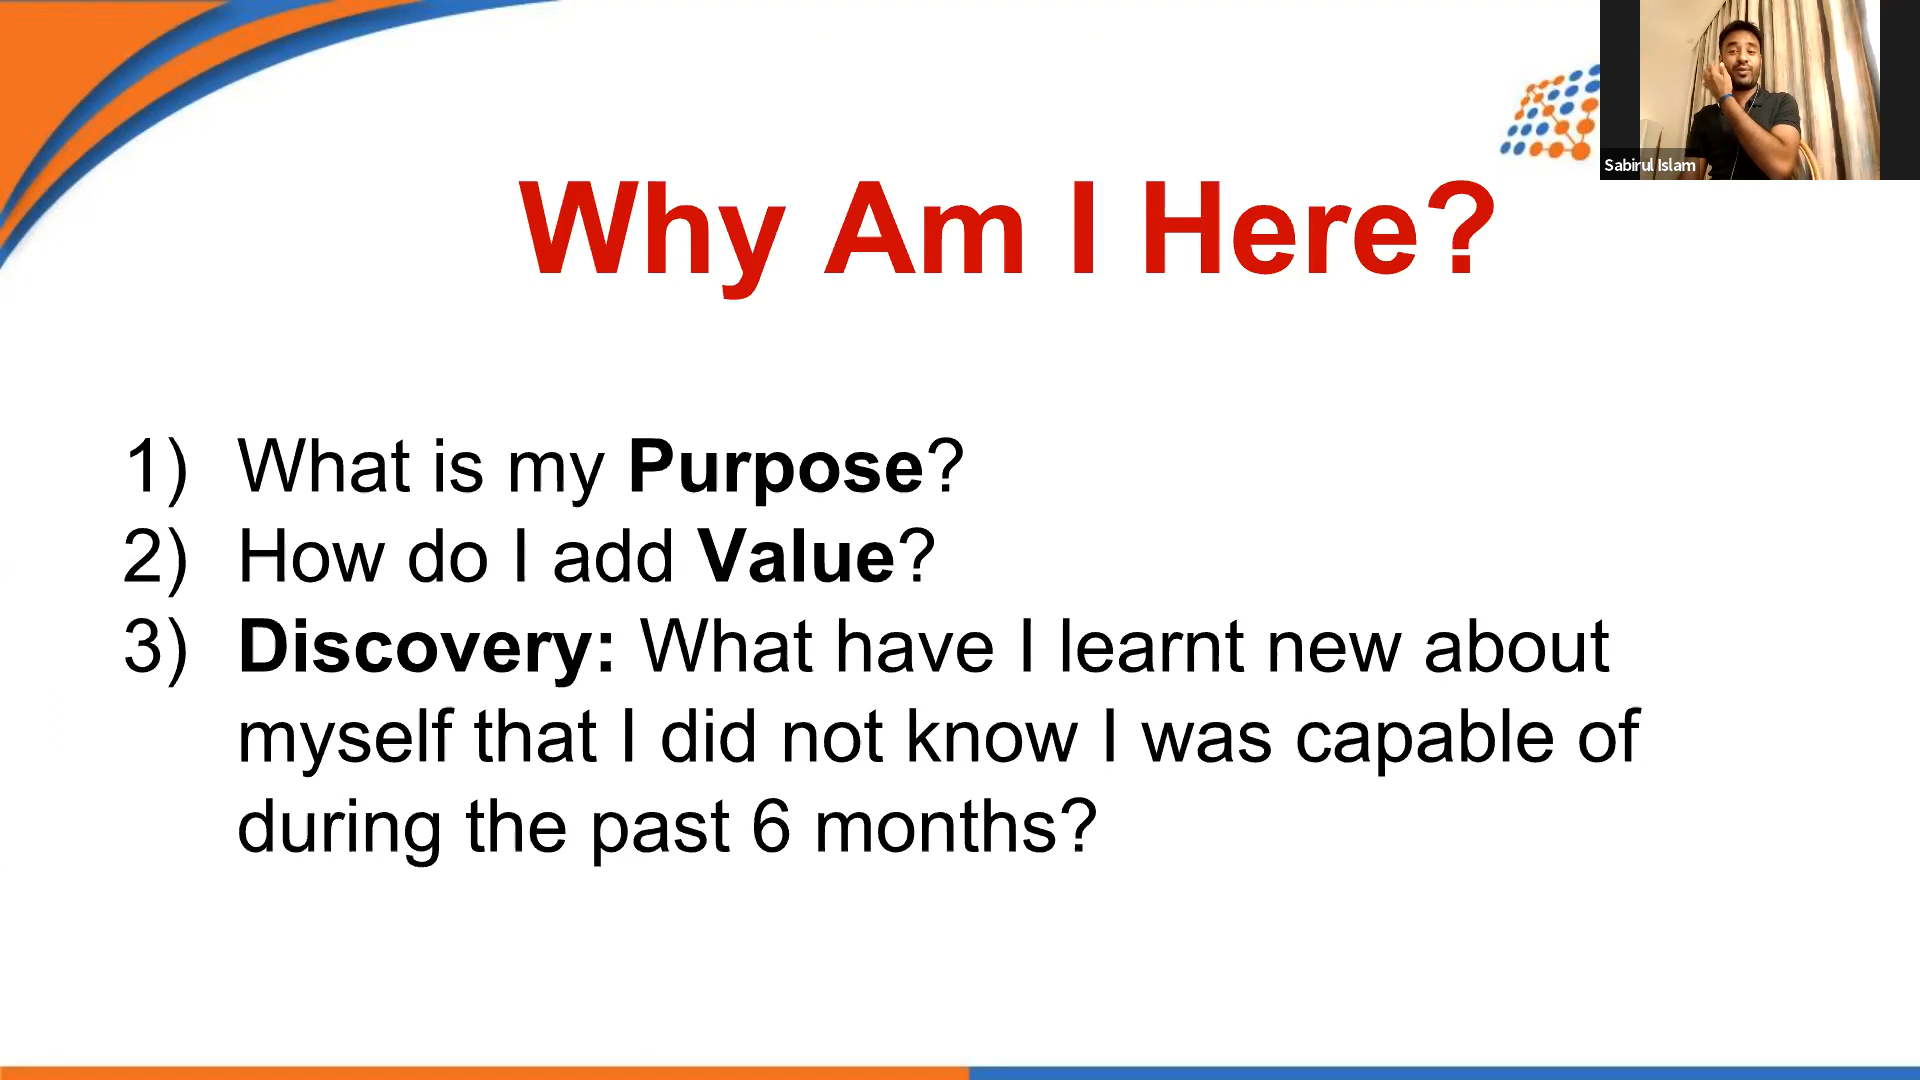 Sabirul Islam
Why Am I Here?
1) What is my Purpose?
2) How do I add Value?
3) Discovery: What have I learnt new about
myself that I did not know I was capable of
during the past 6 months?